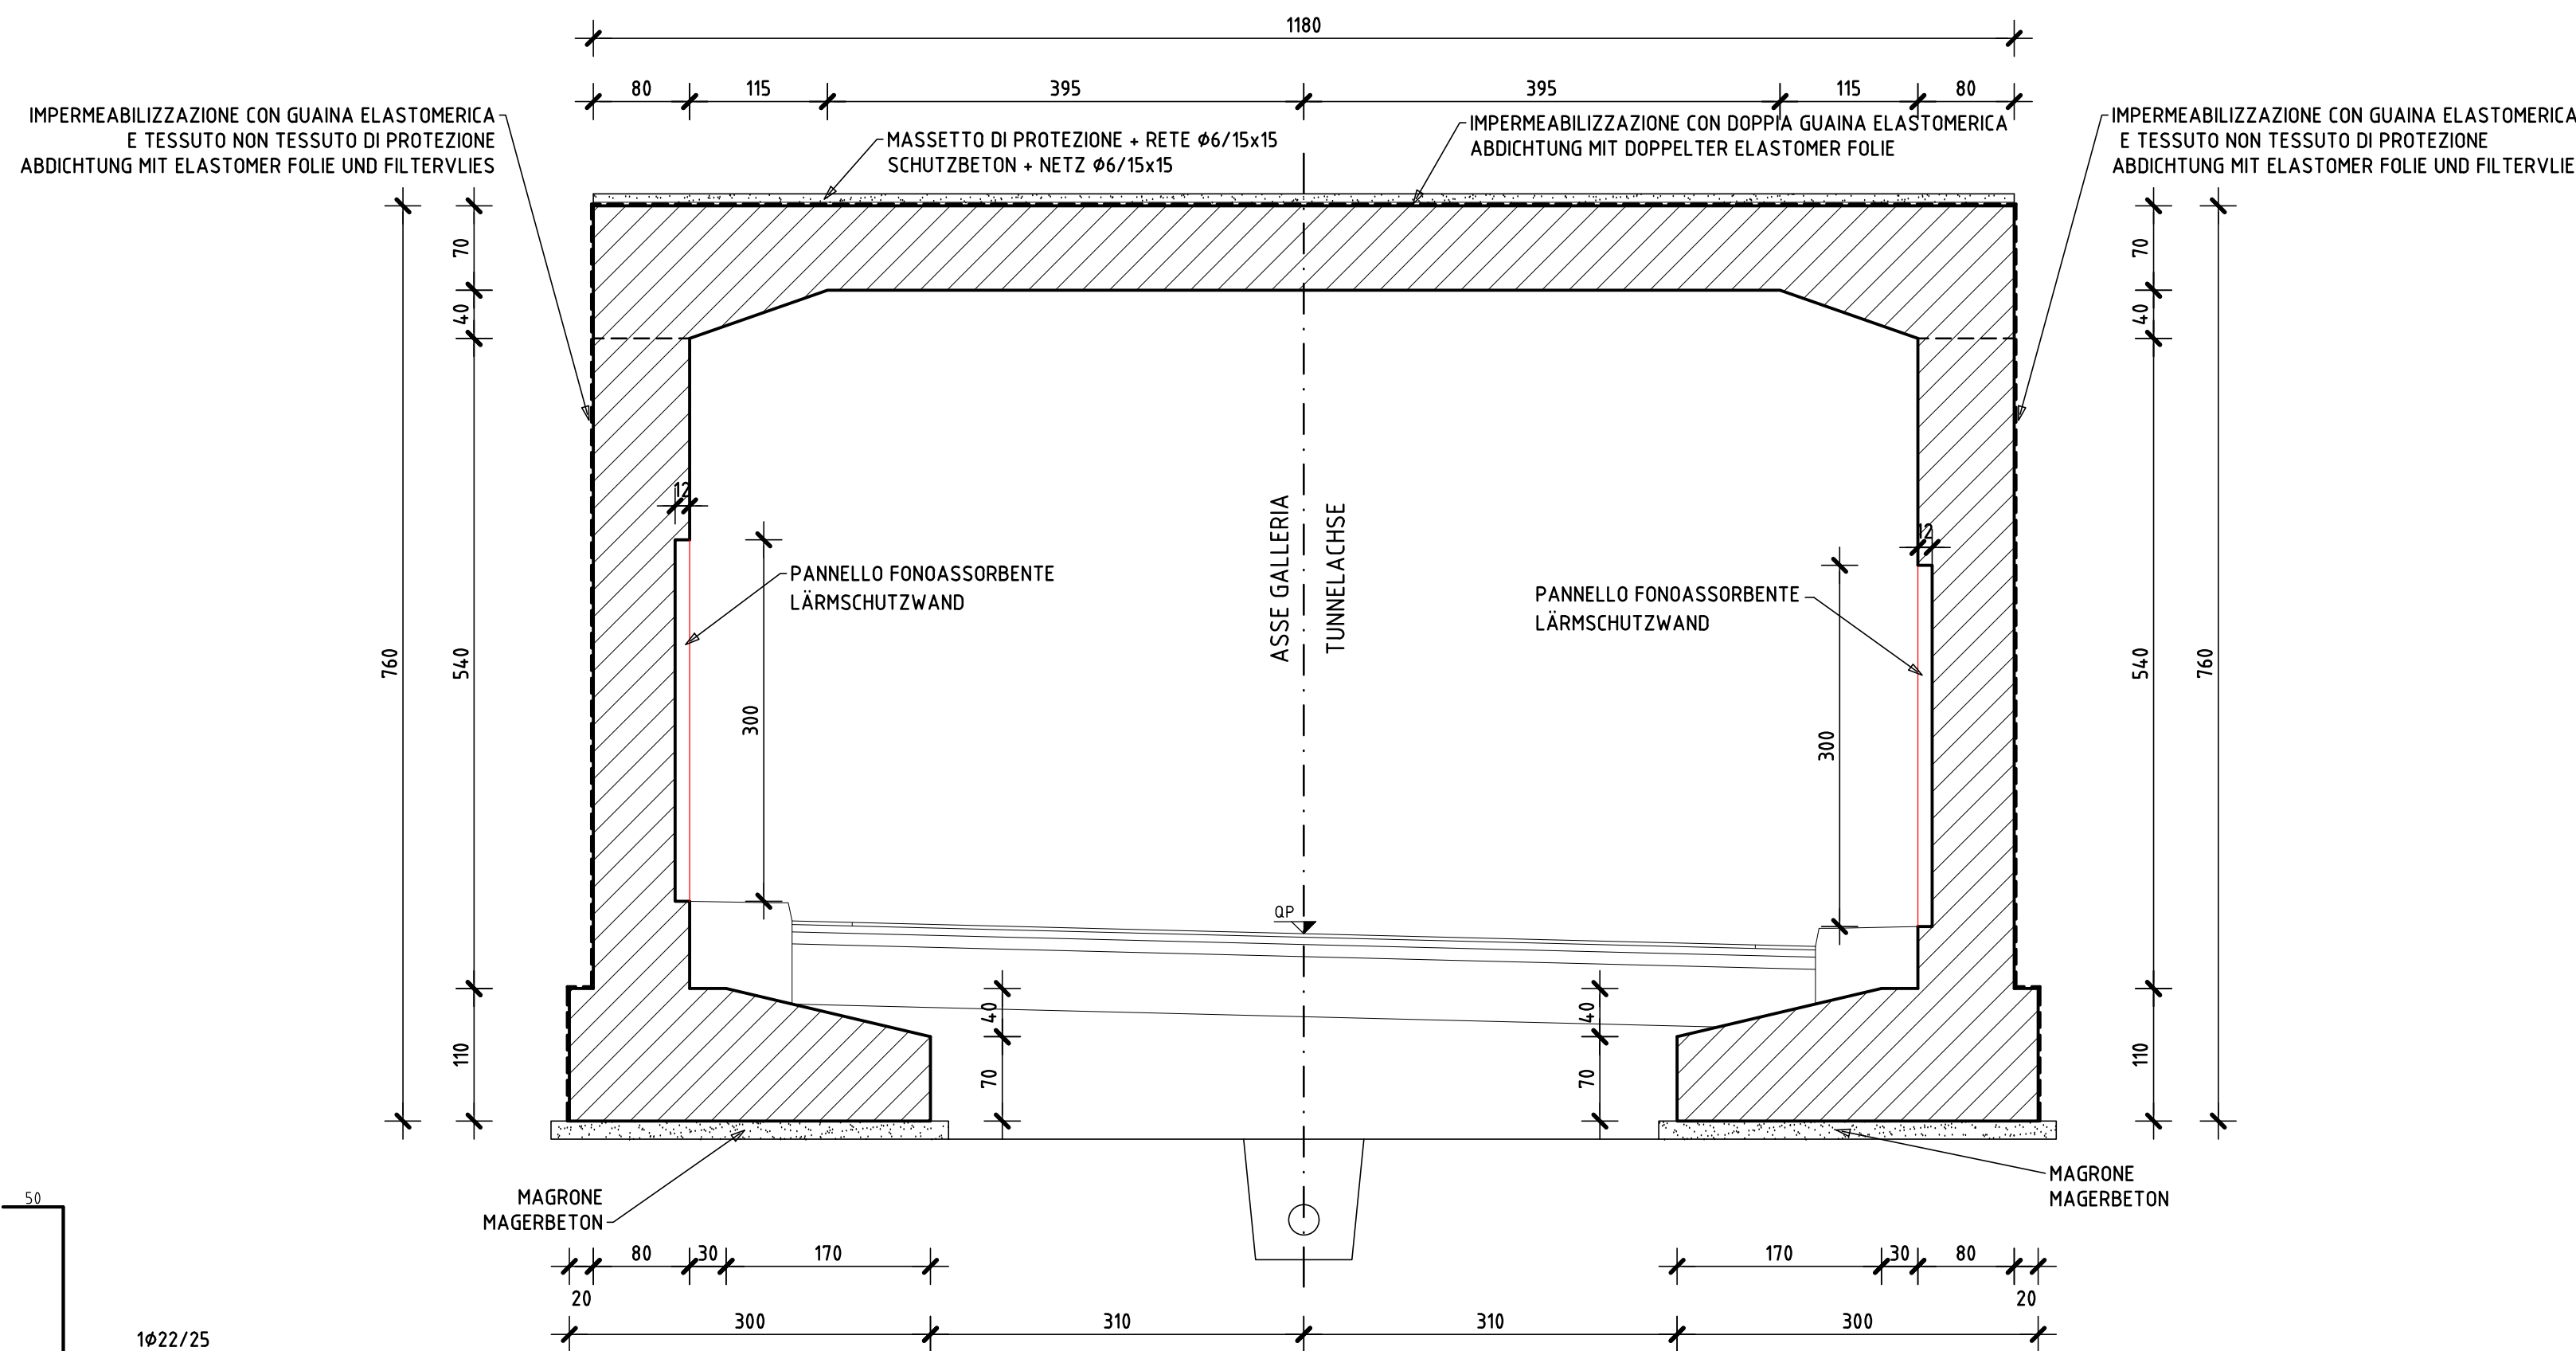 1180
80 115 395 395 115 80
IMPERMEABILIZZAZIONE CON GUAINA ELASTOMERICA
E TESSUTO NON TESSUTO DI PROTEZIONE
ABDICHTUNG MIT ELASTOMER FOLIE UND FILTERVLIES
MASSETTO DI PROTEZIONE + RETE ø6/15x15
SCHUTZBETON + NETZ ø6/15x15
IMPERMEABILIZZAZIONE CON DOPPIA GUAINA ELASTOMERICA
ABDICHTUNG MIT DOPPELTER ELASTOMER FOLIE
IMPERMEABILIZZAZIONE CON GUAINA ELASTOMERICA
E TESSUTO NON TESSUTO DI PROTEZIONE
ABDICHTUNG MIT ELASTOMER FOLIE UND FILTERVLIE
70
40
540
760
110
12
300
PANNELLO FONOASSORBENTE
LÄRMSCHUTZWAND
ASSE GALLERIA
TUNNELACHSE
PANNELLO FONOASSORBENTE
LÄRMSCHUTZWAND
12
300
70
40
540
760
110
QP
40
70
40
70
MAGRONE
MAGERBETON
MAGRONE
MAGERBETON
50
80 30 170
170 30 80
20
20
300 310 310 300
1ø22/25